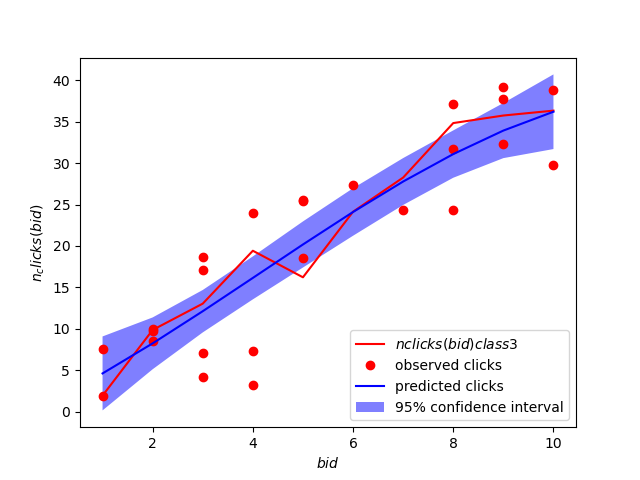 40
35
30
25
20
15
10
5
0
n_clicks(bid)
2
4
6
8
10
bid
nclicks(bid)class3
observed clicks
predicted clicks
95% confidence interval